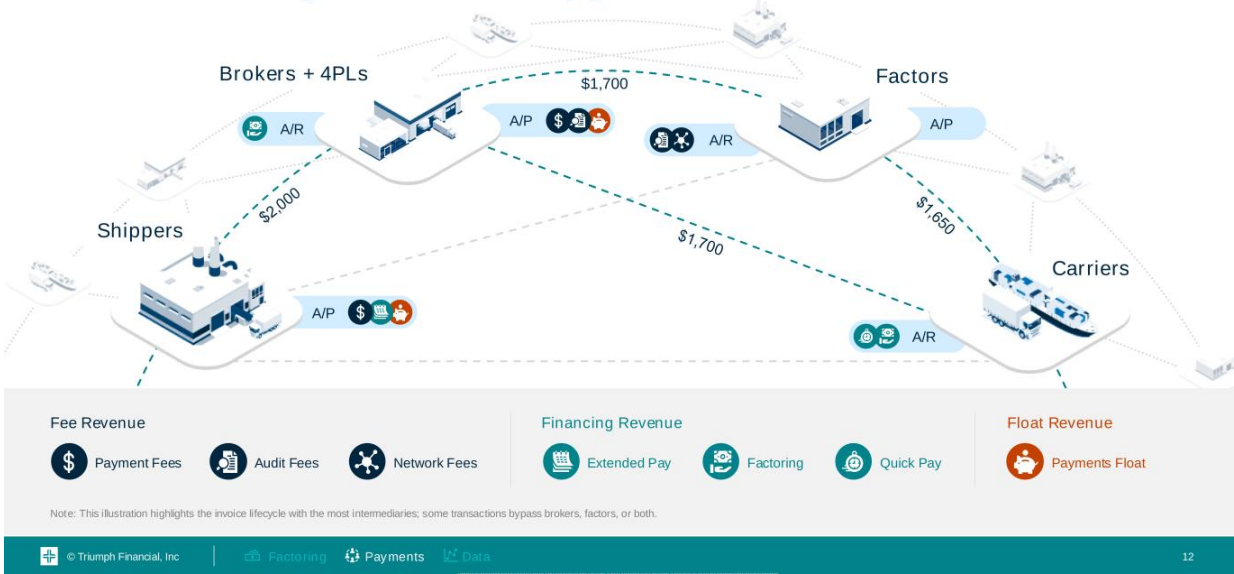 Brokers + 4PLs
Factors
$1,700
A/R
A/P
A/R
A/P
$2,000
$1,650
Shippers
$1,700
Carriers
A/P
A/R
Fee Revenue
Financing Revenue
Float Revenue
Payment Fees
Audit Fees
Network Fees
Extended Pay
Factoring
Quick Pay
Payments Float
Note: This illustration highlights the invoice lifecycle with the most intermediaries; some transactions bypass brokers, factors, or both.
© Triumph Financial, Inc
Factoring
Payments
Data
12